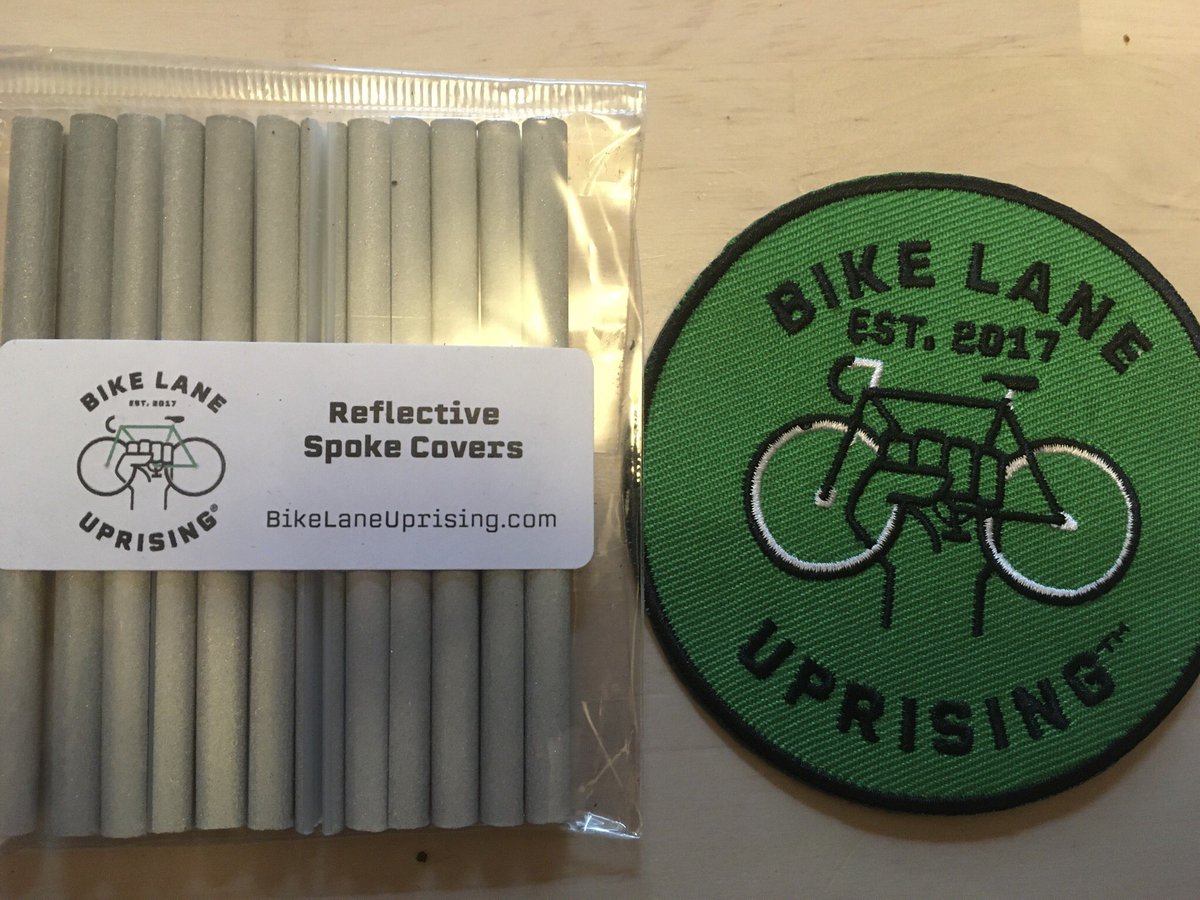 BIKE LANE
EST. 2017
UPRISING®
Reflective
Spoke Covers
BikeLaneUprising.com
BIKE LANE
EST. 2017
UPRISING™